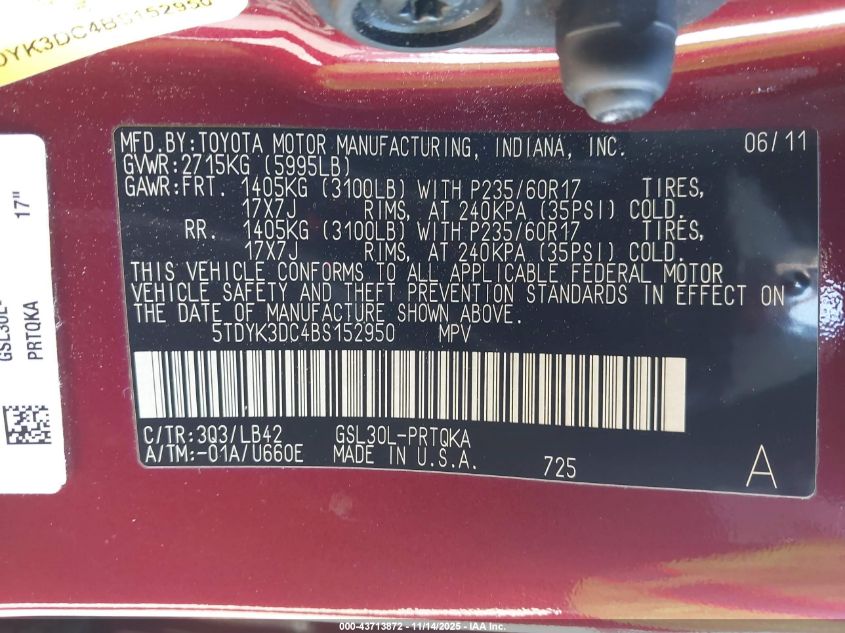 DYK3DC4BS152950
MFD.BY:TOYOTA MOTOR MANUFACTURING, INDIANA, INC. 06/11
GVWR:2715KG (5995LB)
GAWR:FRT. 1405KG (3100LB) WITH P235/60R17 TIRES,
17X7J RIMS, AT 240KPA (35PSI) COLD.
RR. 1405KG (3100LB) WITH P235/60R17 TIRES,
17X7J RIMS, AT 240KPA (35PSI) COLD.
THIS VEHICLE CONFORMS TO ALL APPLICABLE FEDERAL MOTOR
VEHICLE SAFETY AND THEFT PREVENTION STANDARDS IN EFFECT ON
THE DATE OF MANUFACTURE SHOWN ABOVE.
5TDYK3DC4BS152950 MPV
C/TR:3Q3/LB42 GSL30L-PRTQKA
A/TM:-01A/U660E MADE IN U.S.A. 725 A
17"
GSL30L-
PRTQKA
000-43713872 - 11/14/2025 - Copyright © IAA